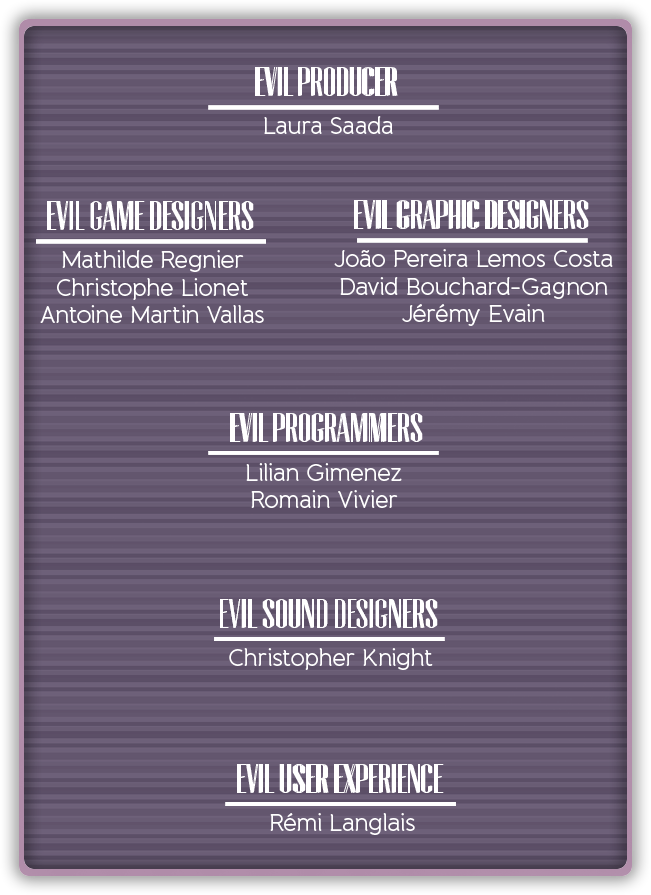 EVIL PRODUCER
Laura Saada
EVIL GAME DESIGNERS
Mathilde Regnier
Christophe Lionet
Antoine Martin Vallas
EVIL GRAPHIC DESIGNERS
João Pereira Lemos Costa
David Bouchard-Gagnon
Jérémy Evain
EVIL PROGRAMMERS
Lilian Gimenez
Romain Vivier
EVIL SOUND DESIGNERS
Christopher Knight
EVIL USER EXPERIENCE
Rémi Langlais